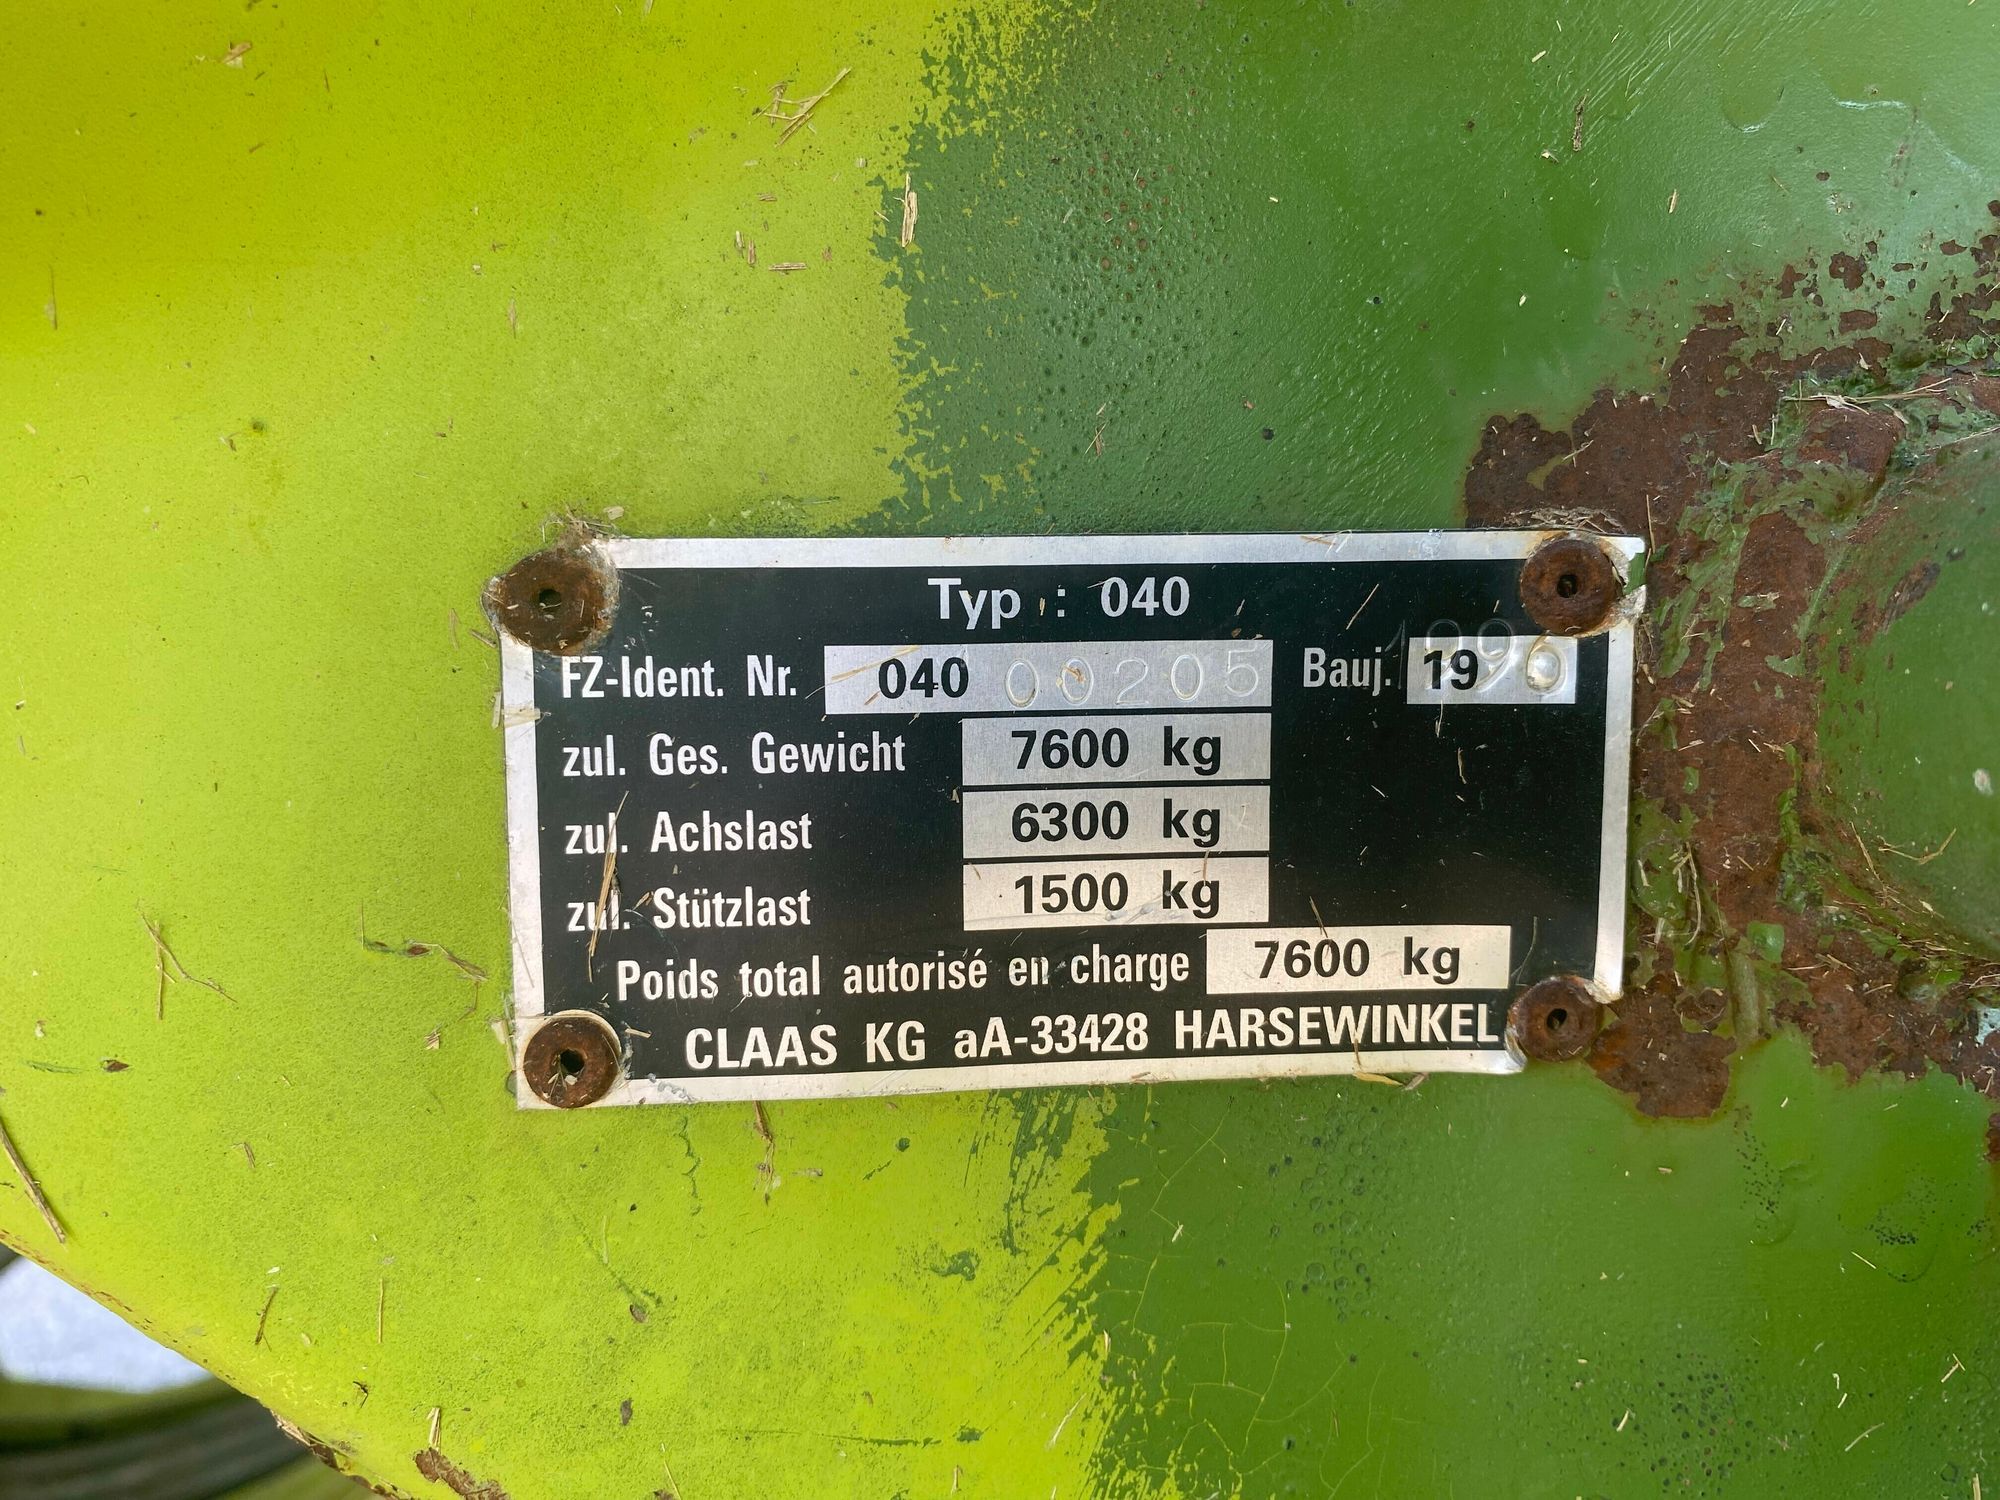 Typ : 040
FZ-Ident. Nr. 040 00205 Bauj. 19 1996
zul. Ges. Gewicht 7600 kg
zul. Achslast 6300 kg
zul. Stützlast 1500 kg
Poids total autorisé en charge 7600 kg
CLAAS KG aA-33428 HARSEWINKEL